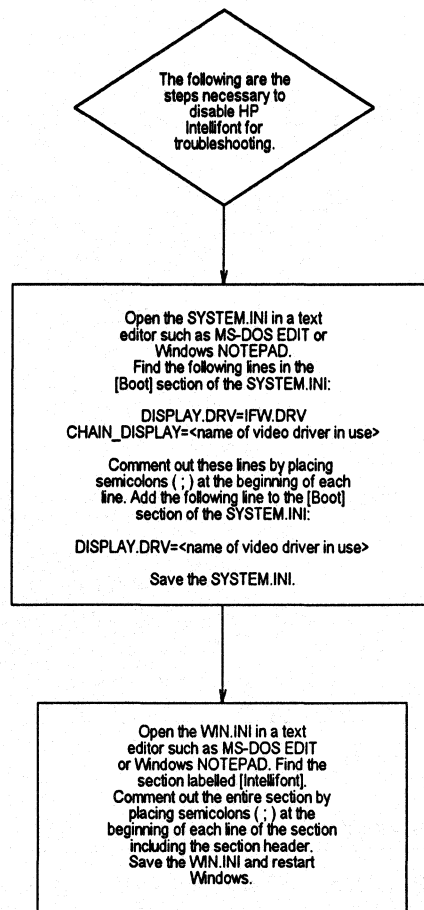 The following are the
steps necessary to
disable HP
Intellifont for
troubleshooting.
Open the SYSTEM.INI in a text
editor such as MS-DOS EDIT or
Windows NOTEPAD.
Find the following lines in the
[Boot] section of the SYSTEM.INI:
DISPLAY.DRV=IFW.DRV
CHAIN_DISPLAY=<name of video driver in use>
Comment out these lines by placing
semicolons ( ; ) at the beginning of each
line. Add the following line to the [Boot]
section of the SYSTEM.INI:
DISPLAY.DRV=<name of video driver in use>
Save the SYSTEM.INI.
Open the WIN.INI in a text
editor such as MS-DOS EDIT
or Windows NOTEPAD. Find the
section labelled [Intellifont].
Comment out the entire section by
placing semicolons ( ; ) at the
beginning of each line of the section
including the section header.
Save the WIN.INI and restart
Windows.